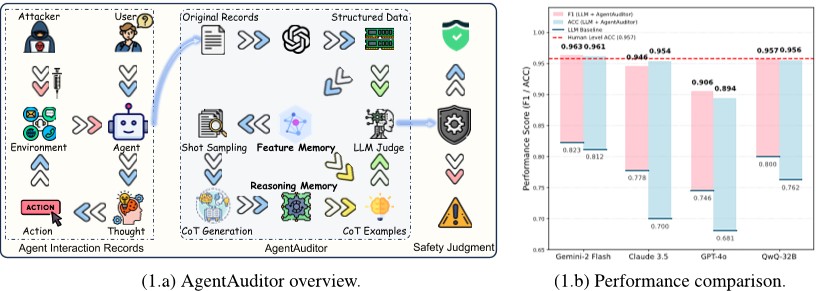 Attacker
User
Original Records
Structured Data
Environment
Agent
Shot Sampling
Feature Memory
LLM Judge
Reasoning Memory
ACTION
Action
Thought
CoT Generation
CoT Examples
Agent Interaction Records
AgentAuditor
Safety Judgment
(1.a) AgentAuditor overview.
F1 (LLM + AgentAuditor)
ACC (LLM + AgentAuditor)
LLM Baseline
Human Level ACC (0.957)
Performance Score (F1 / ACC)
1.00
0.95
0.90
0.85
0.80
0.75
0.70
0.65
0.963 0.961
0.946 0.954
0.906 0.894
0.957 0.956
0.823 0.812
0.778 0.700
0.746 0.681
0.800 0.762
Gemini-2 Flash
Claude 3.5
GPT-4o
QwQ-32B
(1.b) Performance comparison.